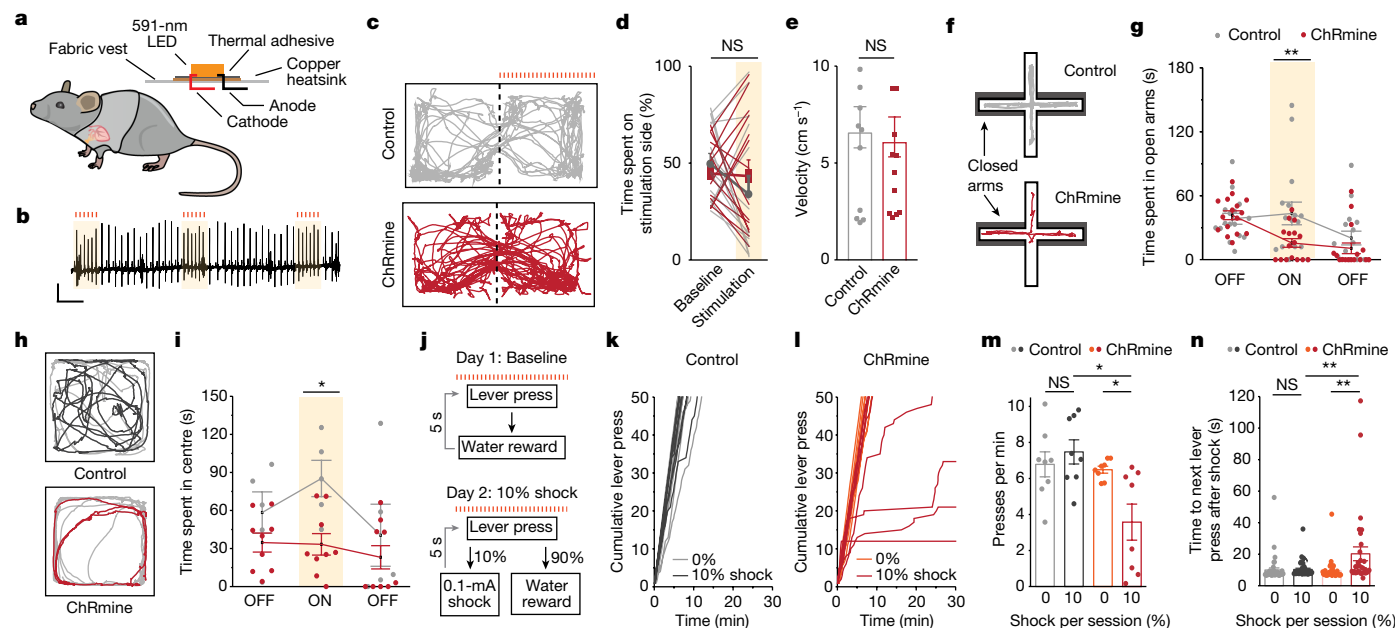 a
591-nm
LED
Thermal adhesive
Fabric vest
Copper
heatsink
Anode
Cathode
b
c
Control
ChRmine
d
NS
Time spent on
stimulation side (%)
100
50
0
Baseline
Stimulation
e
NS
Velocity (cm s⁻¹)
10
5
0
Control
ChRmine
f
Control
Closed
arms
ChRmine
g
Control ChRmine
**
Time spent in open arms (s)
180
120
60
0
OFF ON OFF
h
Control
ChRmine
i
*
Time spent in centre (s)
150
120
90
60
30
0
OFF ON OFF
j
Day 1: Baseline
Lever press
5 s
Water reward
Day 2: 10% shock
Lever press
5 s
10% 90%
0.1-mA
shock
Water
reward
k
Control
Cumulative lever press
50
40
30
20
10
0
0%
10% shock
0 10 20 30
Time (min)
l
ChRmine
Cumulative lever press
50
40
30
20
10
0
0%
10% shock
0 10 20 30
Time (min)
m
Control ChRmine
*
NS *
Presses per min
10
8
6
4
2
0
0 10 0 10
Shock per session (%)
n
Control ChRmine
**
NS **
Time to next lever
press after shock (s)
120
100
80
60
40
20
0
0 10 0 10
Shock per session (%)